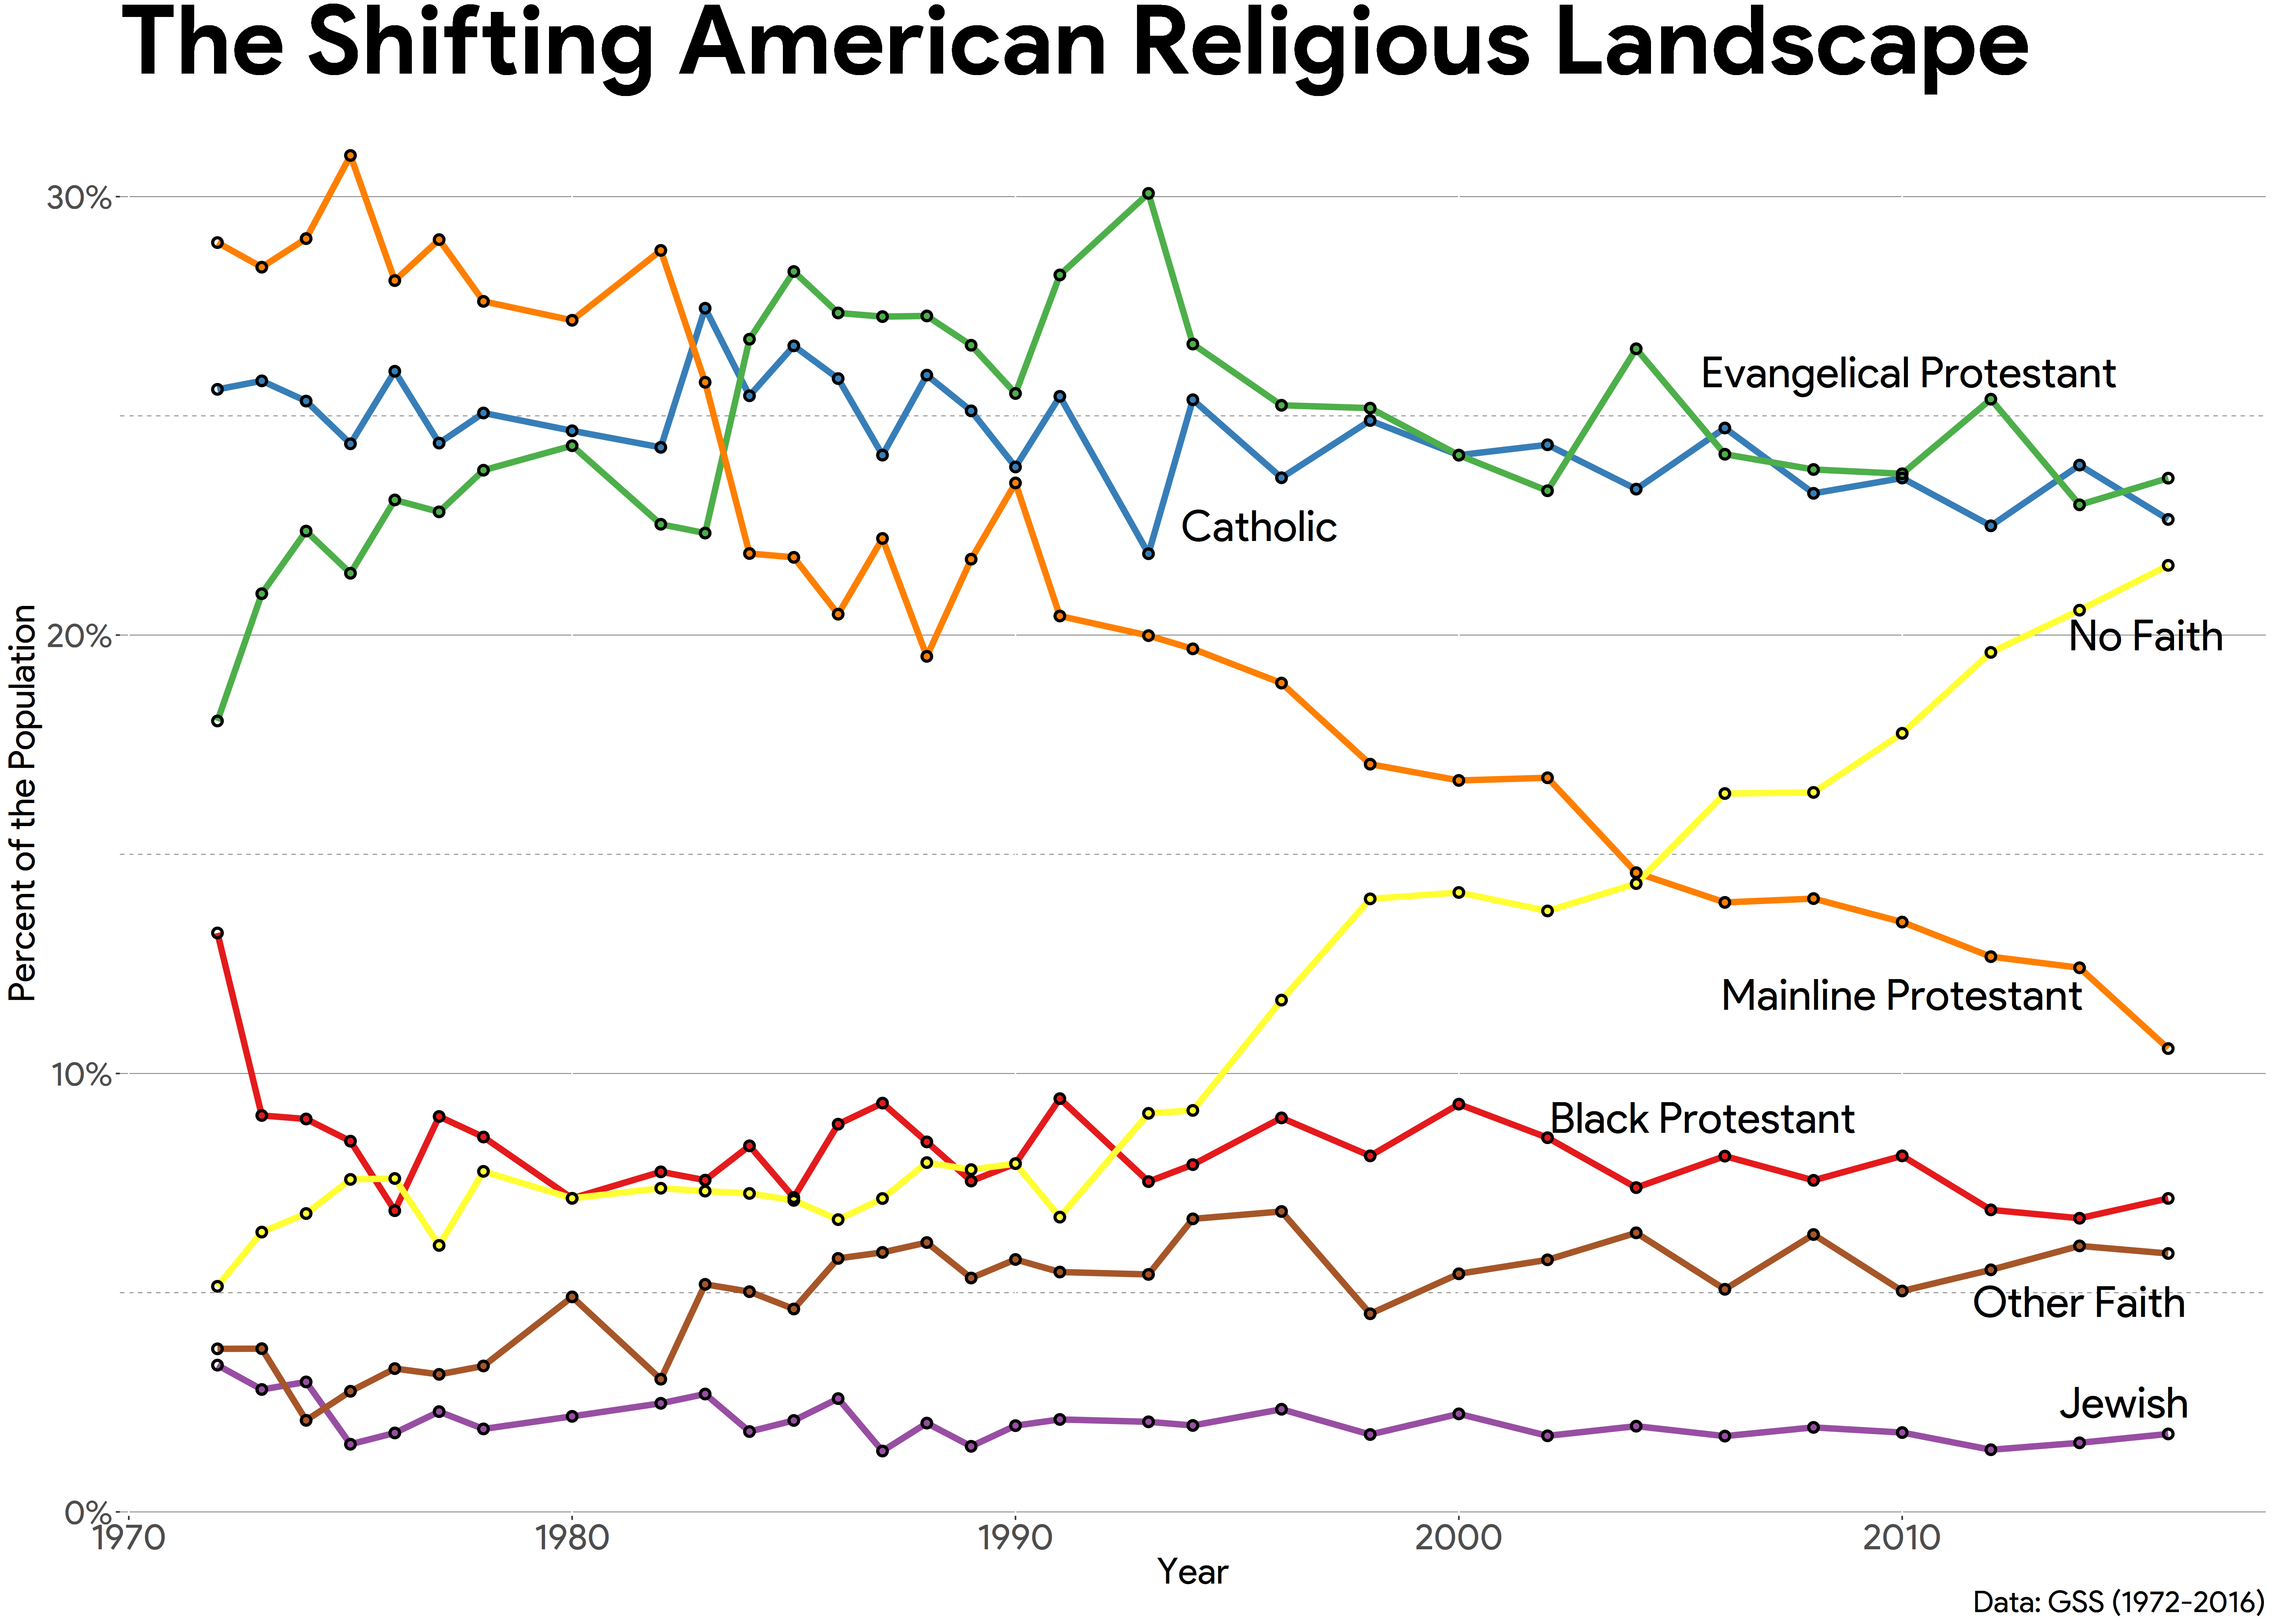 The Shifting American Religious Landscape
30%
Evangelical Protestant
Catholic
20%
No Faith
Percent of the Population
Mainline Protestant
10%
Black Protestant
Other Faith
Jewish
0%
1970 1980 1990 2000 2010
Year
Data: GSS (1972-2016)